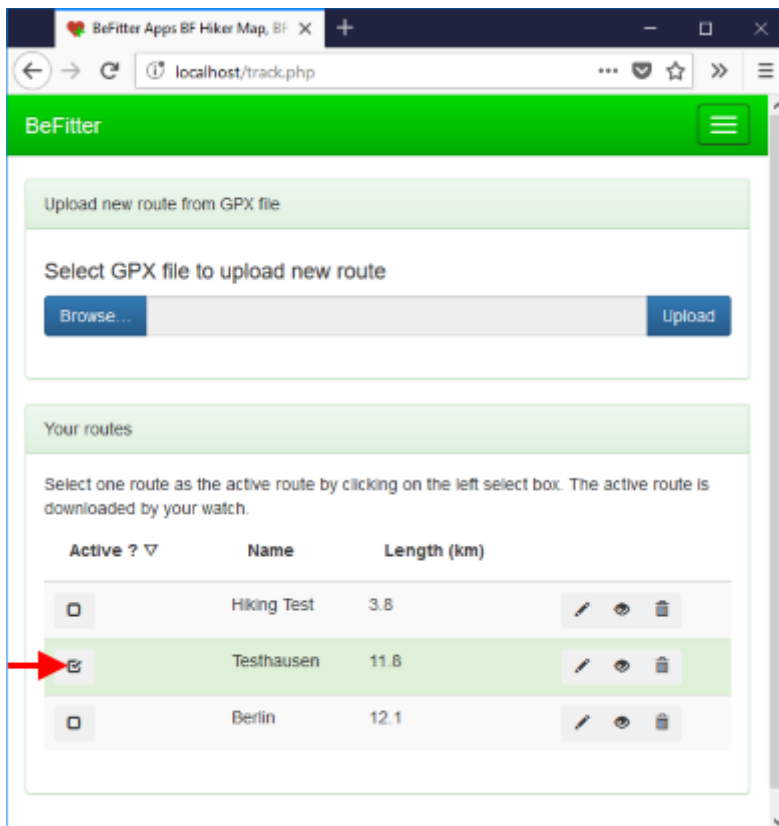 BeFitter Apps BF Hiker Map, BF
localhost/track.php
BeFitter
Upload new route from GPX file
Select GPX file to upload new route
Browse... Upload
Your routes
Select one route as the active route by clicking on the left select box. The active route is
downloaded by your watch.
Active ? ▽ Name Length (km)
Hiking Test 3.8
Testhausen 11.8
Berlin 12.1